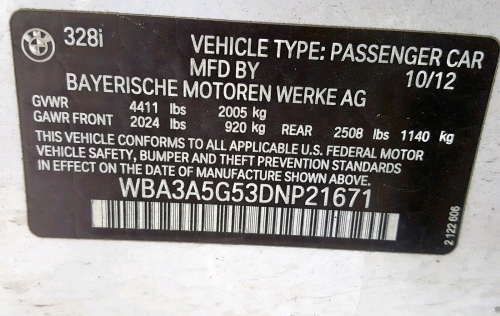 BMW 328i VEHICLE TYPE: PASSENGER CAR
MFD BY 10/12
BAYERISCHE MOTOREN WERKE AG
GVWR 4411 lbs 2005 kg
GAWR FRONT 2024 lbs 920 kg REAR 2508 lbs 1140 kg
THIS VEHICLE CONFORMS TO ALL APPLICABLE U.S. FEDERAL MOTOR
VEHICLE SAFETY, BUMPER AND THEFT PREVENTION STANDARDS
IN EFFECT ON THE DATE OF MANUFACTURE SHOWN ABOVE.
WBA3A5G53DNP21671
2 122 606